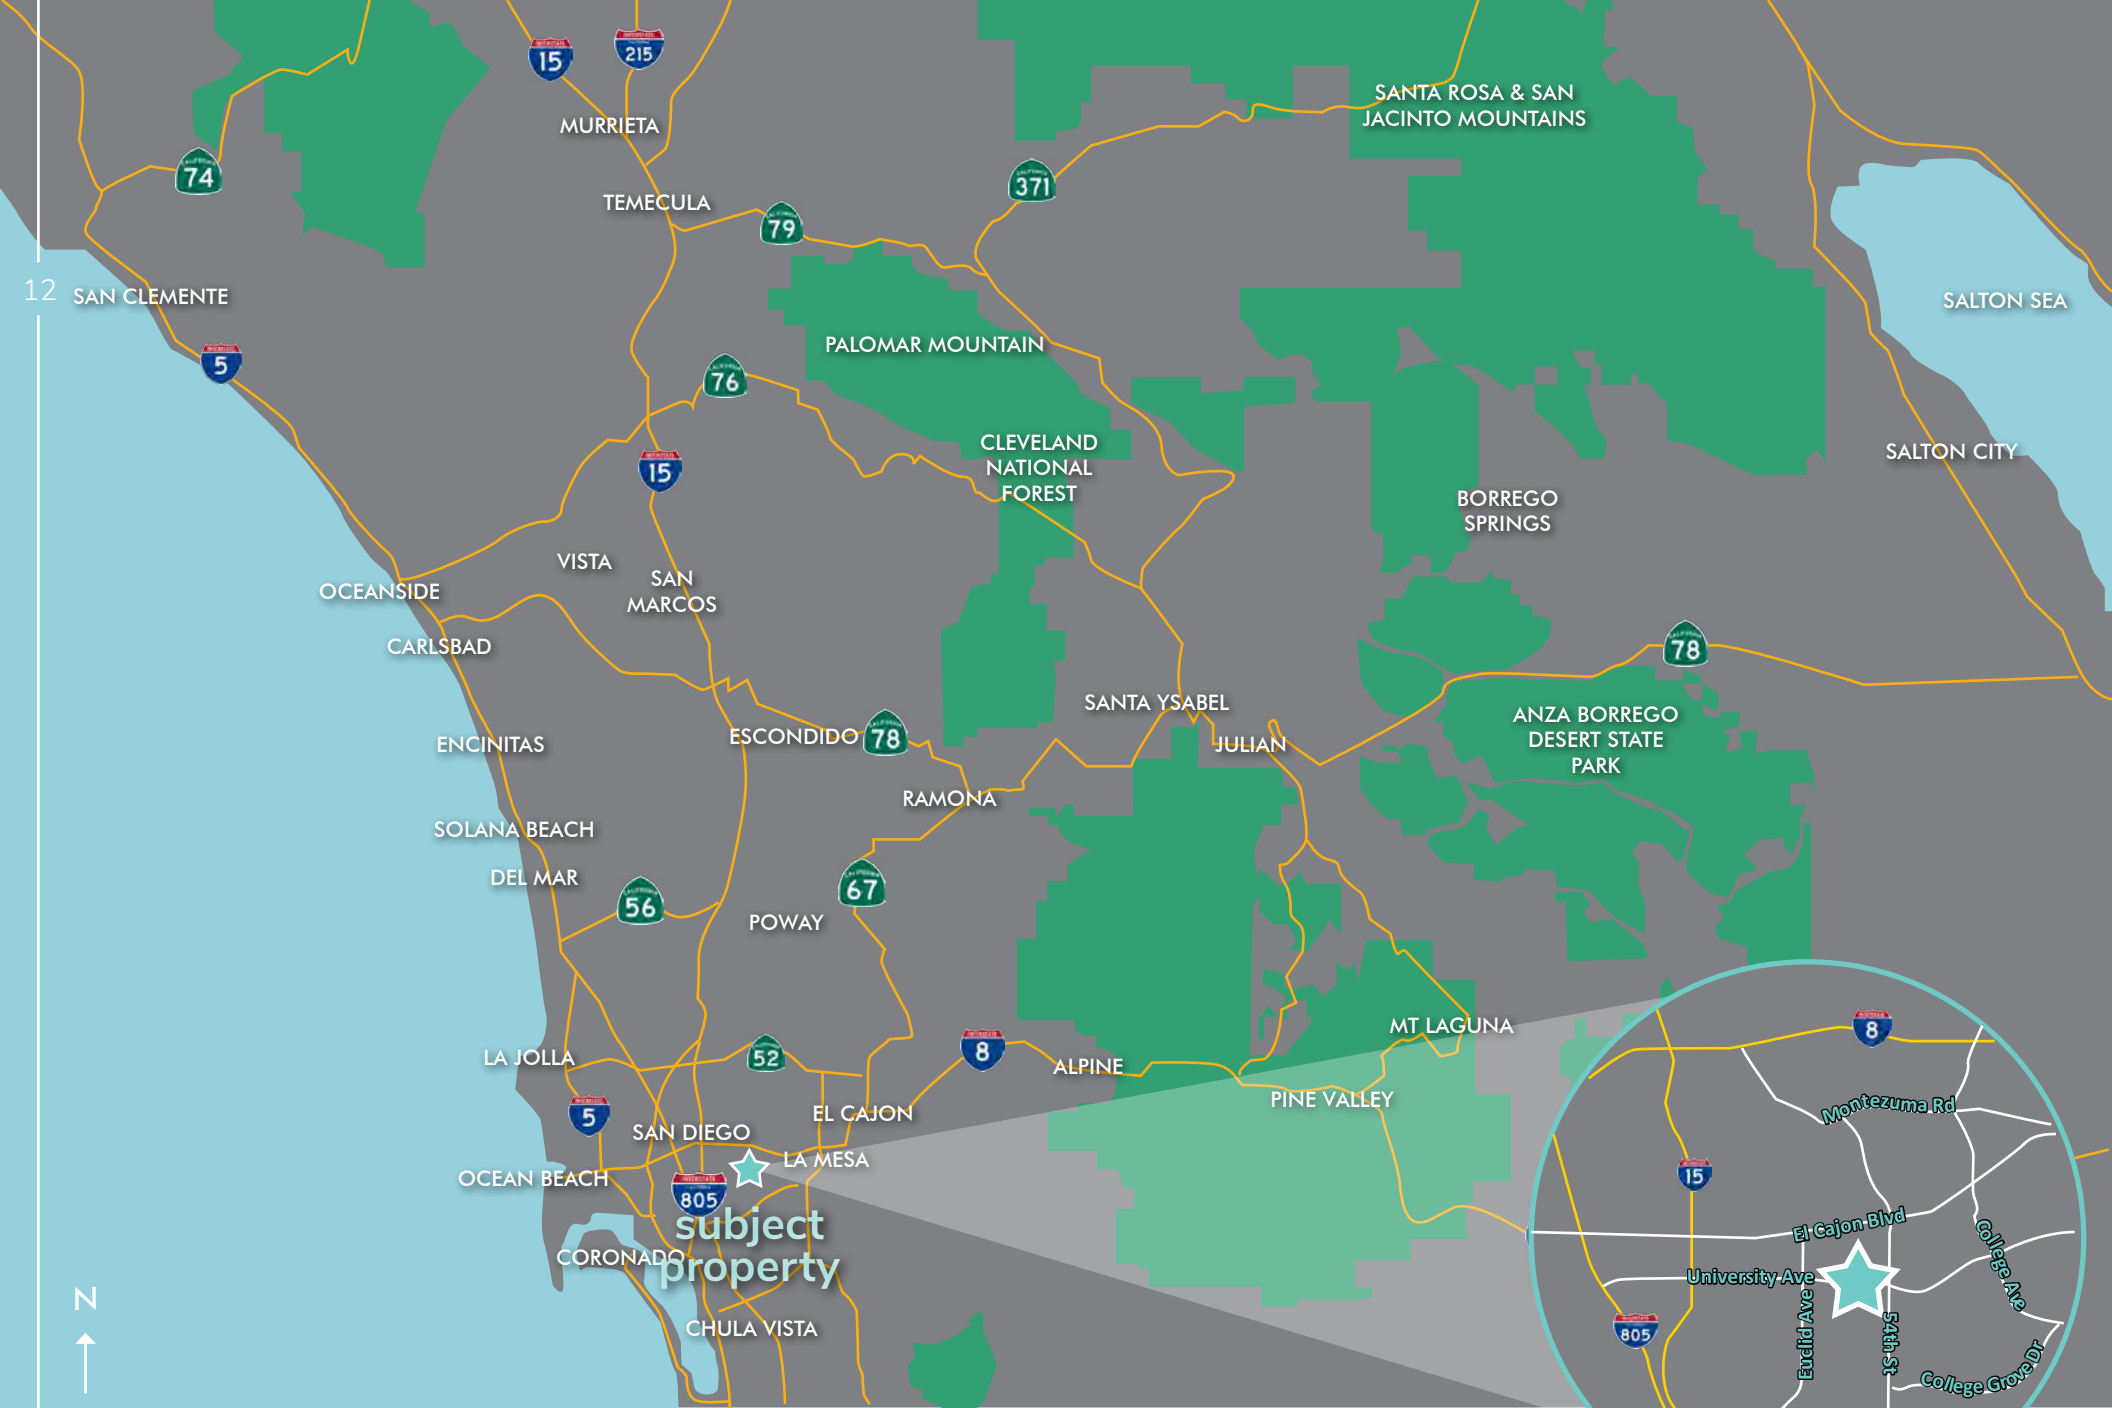 15
215
MURRIETA
SANTA ROSA & SAN
JACINTO MOUNTAINS
74
371
TEMECULA
79
12
SAN CLEMENTE
SALTON SEA
5
PALOMAR MOUNTAIN
76
CLEVELAND
NATIONAL
FOREST
SALTON CITY
15
BORREGO
SPRINGS
VISTA
SAN
MARCOS
OCEANSIDE
CARLSBAD
78
SANTA YSABEL
ANZA BORREGO
DESERT STATE
PARK
ENCINITAS
ESCONDIDO
78
JULIAN
RAMONA
SOLANA BEACH
DEL MAR
56
67
POWAY
MT LAGUNA
LA JOLLA
52
8
ALPINE
PINE VALLEY
5
EL CAJON
SAN DIEGO
LA MESA
OCEAN BEACH
805
subject
property
CORONADO
CHULA VISTA
N
8
Montezuma Rd
15
El Cajon Blvd
College Ave
University Ave
Euclid Ave
54th St
805
College Grove Dr